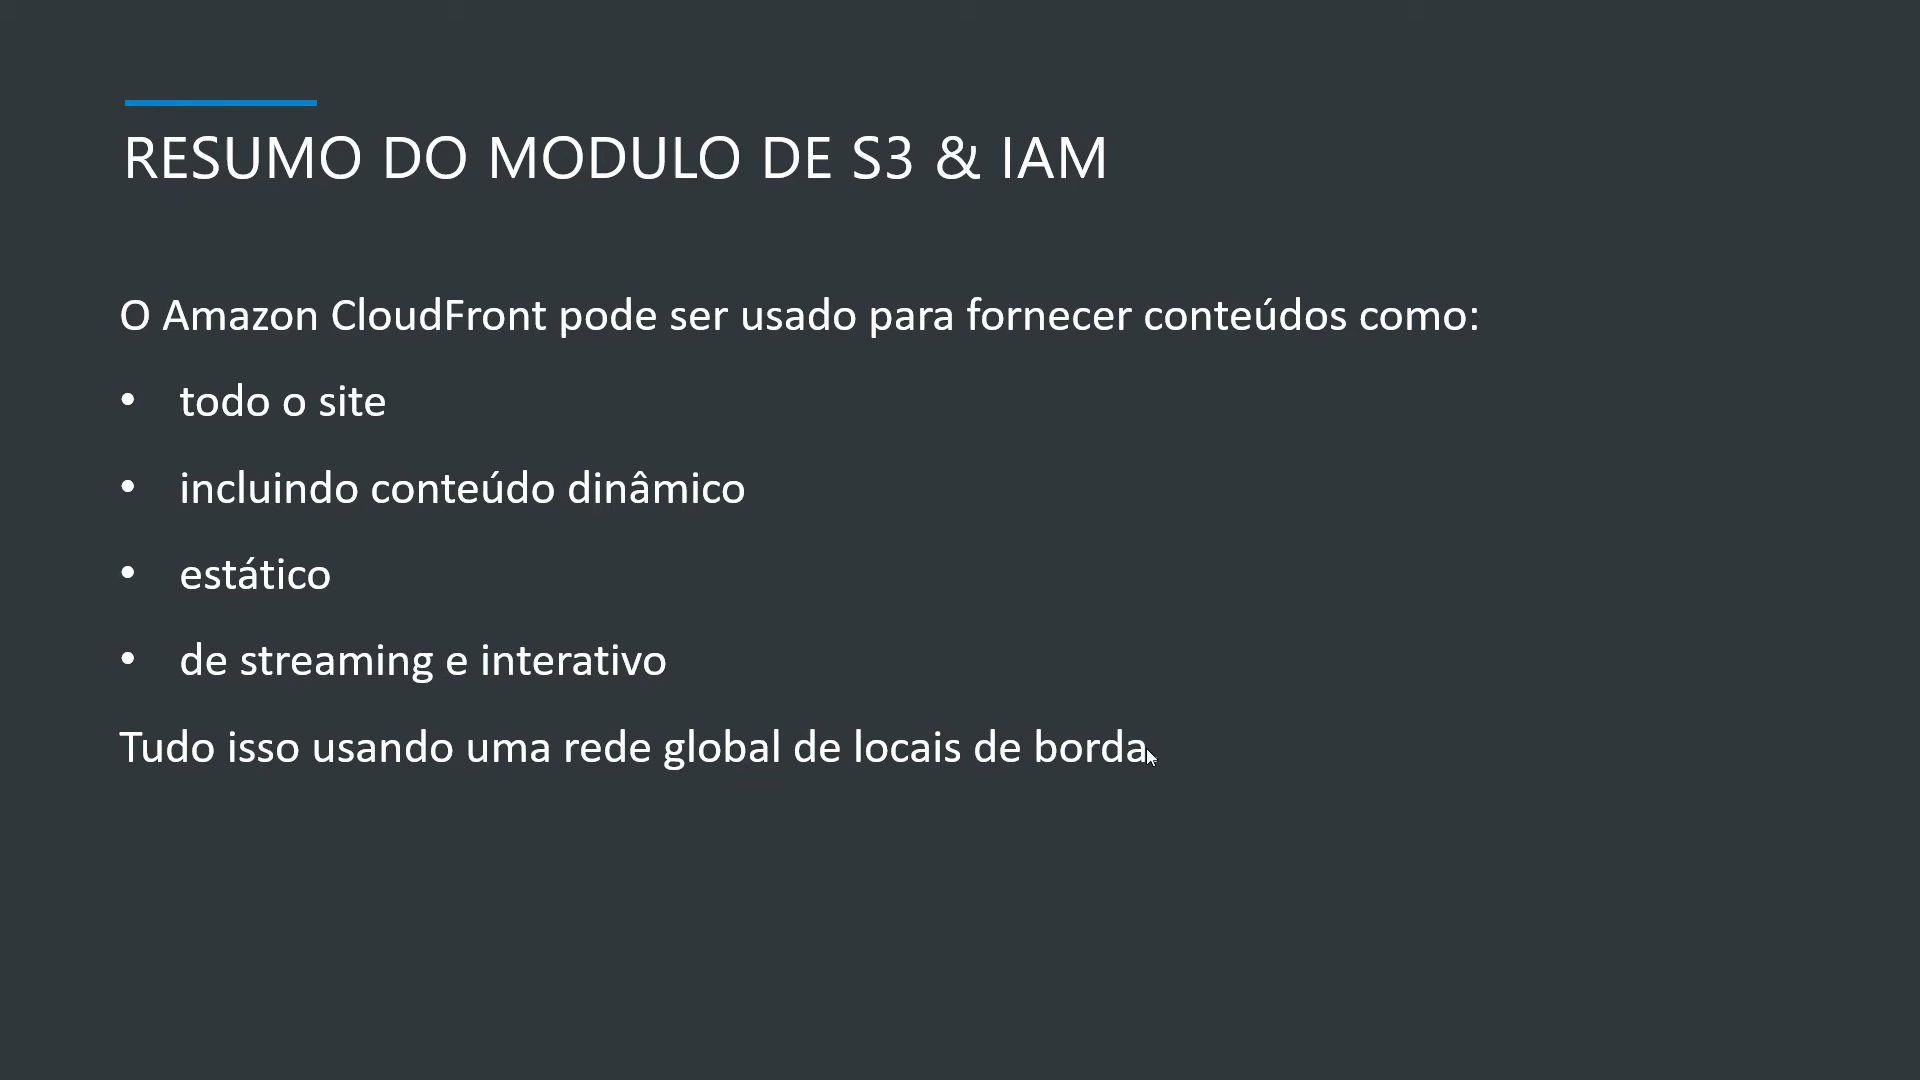 RESUMO DO MODULO DE S3 & IAM
O Amazon CloudFront pode ser usado para fornecer conteúdos como:
• todo o site
• incluindo conteúdo dinâmico
• estático
• de streaming e interativo
Tudo isso usando uma rede global de locais de borda.